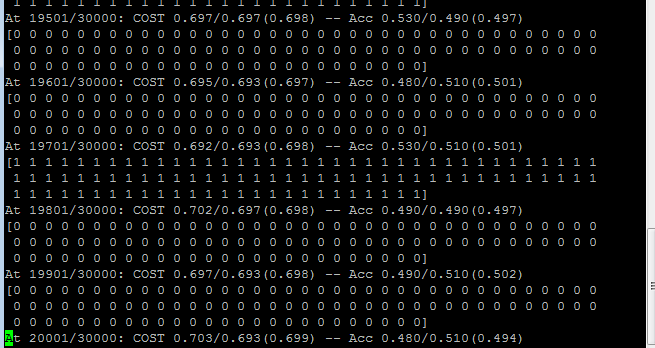 1 1 1 1 1 1 1 1 1 1 1 1 1 1 1 1 1 1 1 1 1 1 1 1 1 1]
At 19501/30000: COST 0.697/0.697(0.698) -- Acc 0.530/0.490(0.497)
[0 0 0 0 0 0 0 0 0 0 0 0 0 0 0 0 0 0 0 0 0 0 0 0 0 0 0 0 0 0 0 0 0 0 0 0 0
0 0 0 0 0 0 0 0 0 0 0 0 0 0 0 0 0 0 0 0 0 0 0 0 0 0 0 0 0 0 0 0 0 0 0 0 0
0 0 0 0 0 0 0 0 0 0 0 0 0 0 0 0 0 0 0 0 0 0 0 0 0 0]
At 19601/30000: COST 0.695/0.693(0.697) -- Acc 0.480/0.510(0.501)
[0 0 0 0 0 0 0 0 0 0 0 0 0 0 0 0 0 0 0 0 0 0 0 0 0 0 0 0 0 0 0 0 0 0 0 0 0
0 0 0 0 0 0 0 0 0 0 0 0 0 0 0 0 0 0 0 0 0 0 0 0 0 0 0 0 0 0 0 0 0 0 0 0 0
0 0 0 0 0 0 0 0 0 0 0 0 0 0 0 0 0 0 0 0 0 0 0 0 0 0]
At 19701/30000: COST 0.692/0.693(0.698) -- Acc 0.530/0.510(0.501)
[1 1 1 1 1 1 1 1 1 1 1 1 1 1 1 1 1 1 1 1 1 1 1 1 1 1 1 1 1 1 1 1 1 1 1 1 1
1 1 1 1 1 1 1 1 1 1 1 1 1 1 1 1 1 1 1 1 1 1 1 1 1 1 1 1 1 1 1 1 1 1 1 1 1
1 1 1 1 1 1 1 1 1 1 1 1 1 1 1 1 1 1 1 1 1 1 1 1 1 1]
At 19801/30000: COST 0.702/0.697(0.698) -- Acc 0.490/0.490(0.497)
[0 0 0 0 0 0 0 0 0 0 0 0 0 0 0 0 0 0 0 0 0 0 0 0 0 0 0 0 0 0 0 0 0 0 0 0 0
0 0 0 0 0 0 0 0 0 0 0 0 0 0 0 0 0 0 0 0 0 0 0 0 0 0 0 0 0 0 0 0 0 0 0 0 0
0 0 0 0 0 0 0 0 0 0 0 0 0 0 0 0 0 0 0 0 0 0 0 0 0 0]
At 19901/30000: COST 0.697/0.693(0.698) -- Acc 0.490/0.510(0.502)
[0 0 0 0 0 0 0 0 0 0 0 0 0 0 0 0 0 0 0 0 0 0 0 0 0 0 0 0 0 0 0 0 0 0 0 0 0
0 0 0 0 0 0 0 0 0 0 0 0 0 0 0 0 0 0 0 0 0 0 0 0 0 0 0 0 0 0 0 0 0 0 0 0 0
0 0 0 0 0 0 0 0 0 0 0 0 0 0 0 0 0 0 0 0 0 0 0 0 0 0]
At 20001/30000: COST 0.703/0.693(0.699) -- Acc 0.480/0.510(0.494)